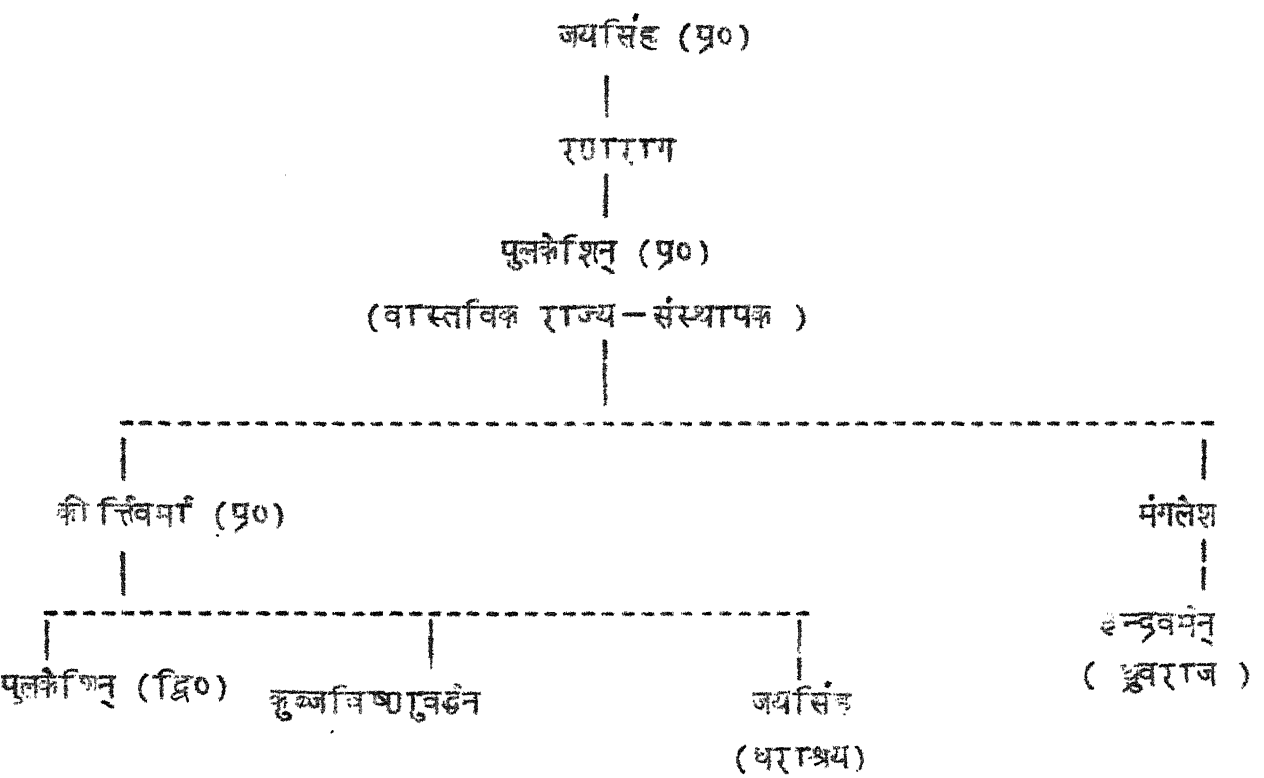 जयसिंह (प्र०)
रणाराग
पुलकेशिन् (प्र०)
(वास्तविक राज्य-संस्थापक )
कीर्त्तिवर्मा (प्र०)
मंगलेश
इन्द्रवर्मन्
( ध्रुवराज )
पुलकेशिन् (द्वि०)
कुब्जविष्णुवर्द्धन
जयसिंह
(धराश्रय)